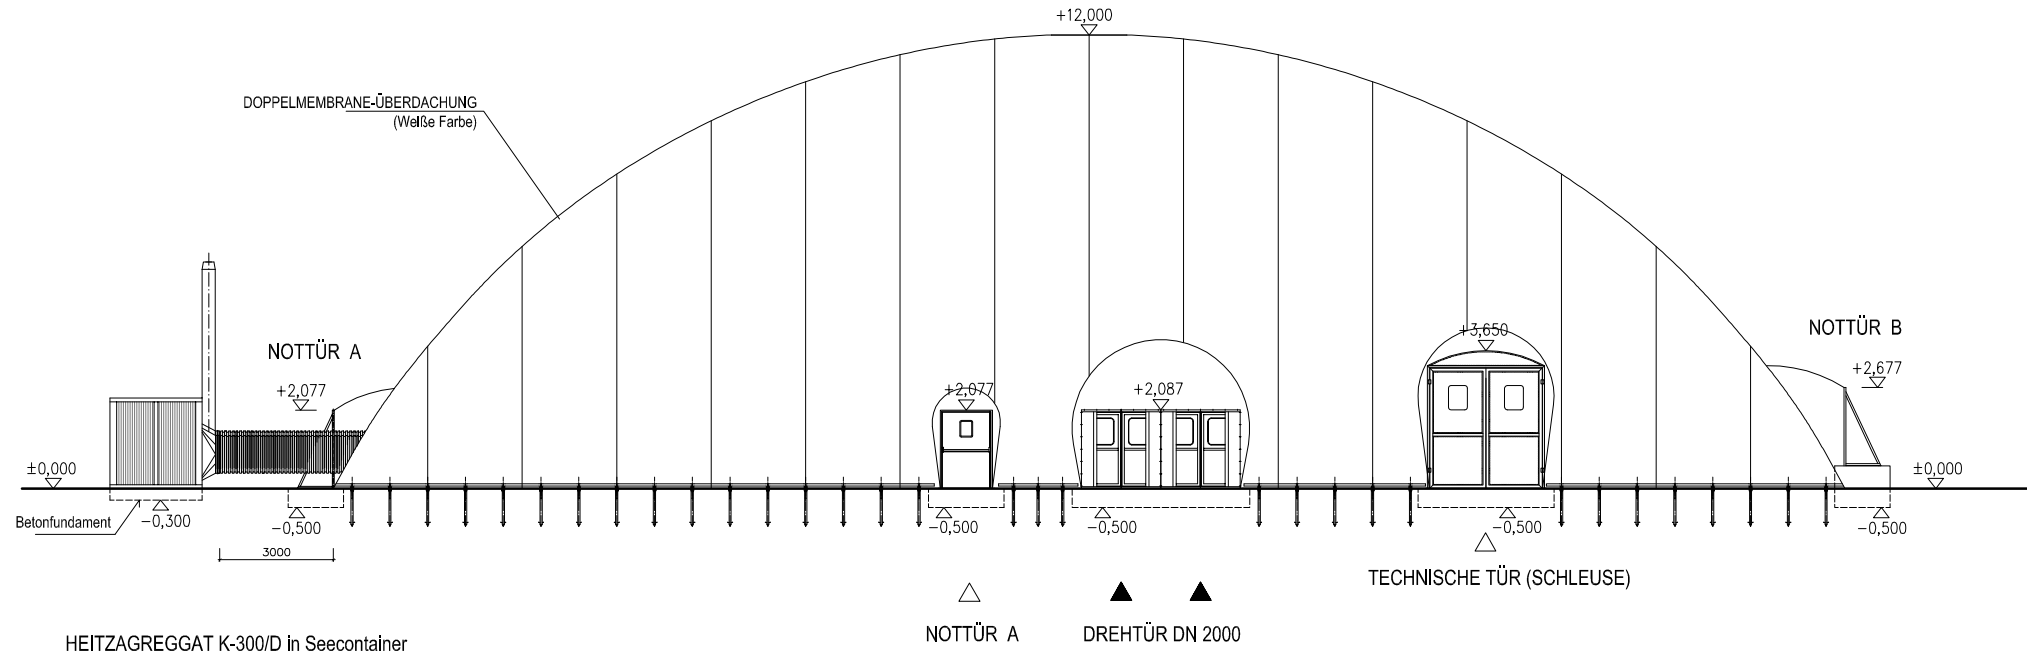 +12,000
DOPPELMEMBRANE-ÜBERDACHUNG
(Weiße Farbe)
NOTTÜR A
+2,077
+2,077
+2,087
+3,650
NOTTÜR B
+2,677
±0,000
±0,000
Betonfundament
-0,300
-0,500
-0,500
-0,500
-0,500
-0,500
3000
TECHNISCHE TÜR (SCHLEUSE)
NOTTÜR A
DREHTÜR DN 2000
HEITZAGREGGAT K-300/D in Seecontainer